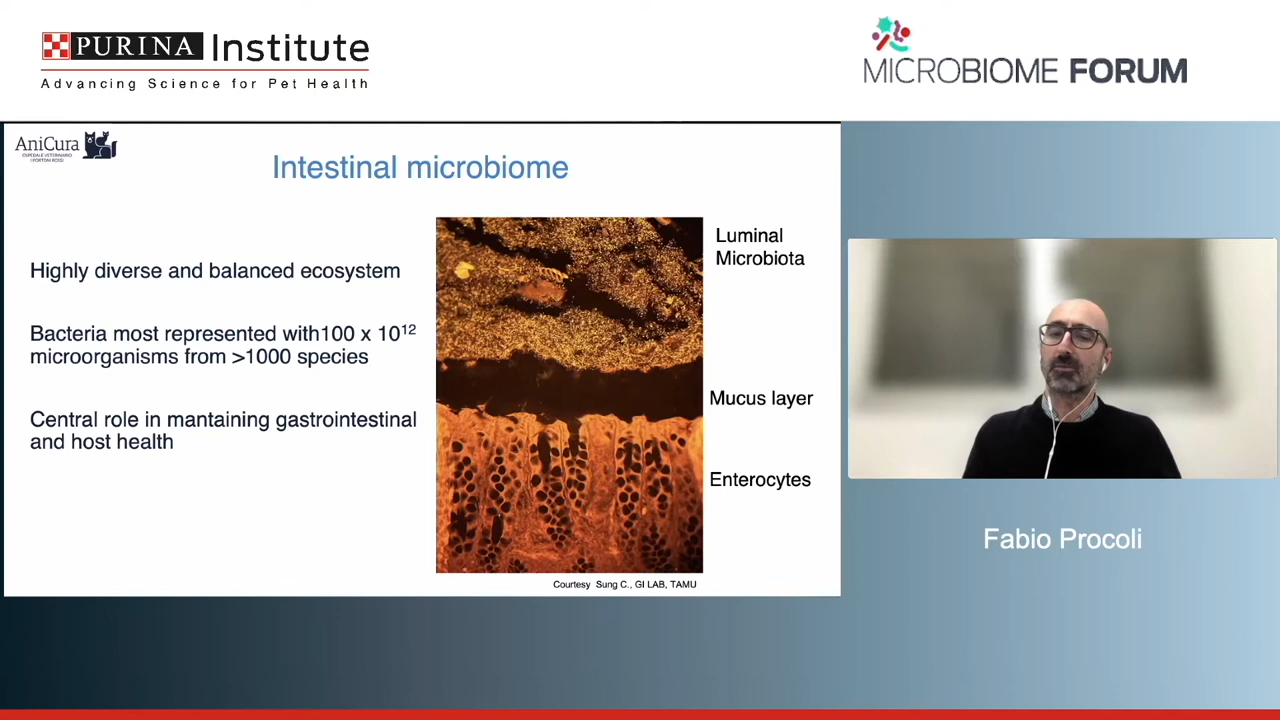 PURINA Institute
Advancing Science for Pet Health
MICROBIOME FORUM
AniCura
OSPEDALE VETERINARIO
I PORTONI ROSSI
Intestinal microbiome
Highly diverse and balanced ecosystem
Bacteria most represented with100 x 10¹²
microorganisms from >1000 species
Central role in mantaining gastrointestinal
and host health
Luminal
Microbiota
Mucus layer
Enterocytes
Courtesy Sung C., GI LAB, TAMU
Fabio Procoli